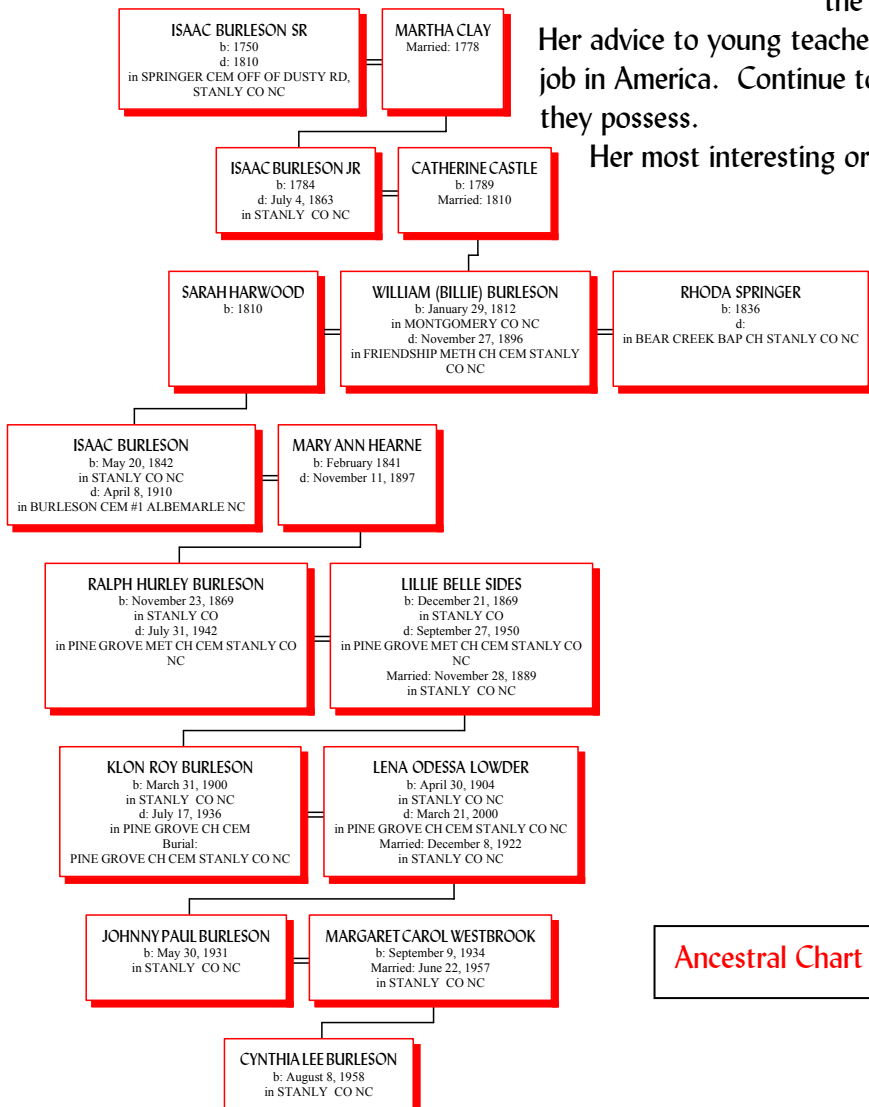 the
Her advice to young teache
job in America. Continue to
they possess.
Her most interesting or
ISAAC BURLESON SR
b: 1750
d: 1810
in SPRINGER CEM OFF OF DUSTY RD,
STANLY CO NC
MARTHA CLAY
Married: 1778
ISAAC BURLESON JR
b: 1784
d: July 4, 1863
in STANLY CO NC
CATHERINE CASTLE
b: 1789
Married: 1810
SARAH HARWOOD
b: 1810
WILLIAM (BILLIE) BURLESON
b: January 29, 1812
in MONTGOMERY CO NC
d: November 27, 1896
in FRIENDSHIP METH CH CEM STANLY
CO NC
RHODA SPRINGER
b: 1836
d:
in BEAR CREEK BAP CH STANLY CO NC
ISAAC BURLESON
b: May 20, 1842
in STANLY CO NC
d: April 8, 1910
in BURLESON CEM #1 ALBEMARLE NC
MARY ANN HEARNE
b: February 1841
d: November 11, 1897
RALPH HURLEY BURLESON
b: November 23, 1869
in STANLY CO
d: July 31, 1942
in PINE GROVE MET CH CEM STANLY CO
NC
LILLIE BELLE SIDES
b: December 21, 1869
in STANLY CO
d: September 27, 1950
in PINE GROVE MET CH CEM STANLY CO
NC
Married: November 28, 1889
in STANLY CO NC
KLON ROY BURLESON
b: March 31, 1900
in STANLY CO NC
d: July 17, 1936
in PINE GROVE CH CEM
Burial:
PINE GROVE CH CEM STANLY CO NC
LENA ODESSA LOWDER
b: April 30, 1904
in STANLY CO NC
d: March 21, 2000
in PINE GROVE CH CEM STANLY CO NC
Married: December 8, 1922
in STANLY CO NC
JOHNNY PAUL BURLESON
b: May 30, 1931
in STANLY CO NC
MARGARET CAROL WESTBROOK
b: September 9, 1934
Married: June 22, 1957
in STANLY CO NC
Ancestral Chart
CYNTHIA LEE BURLESON
b: August 8, 1958
in STANLY CO NC